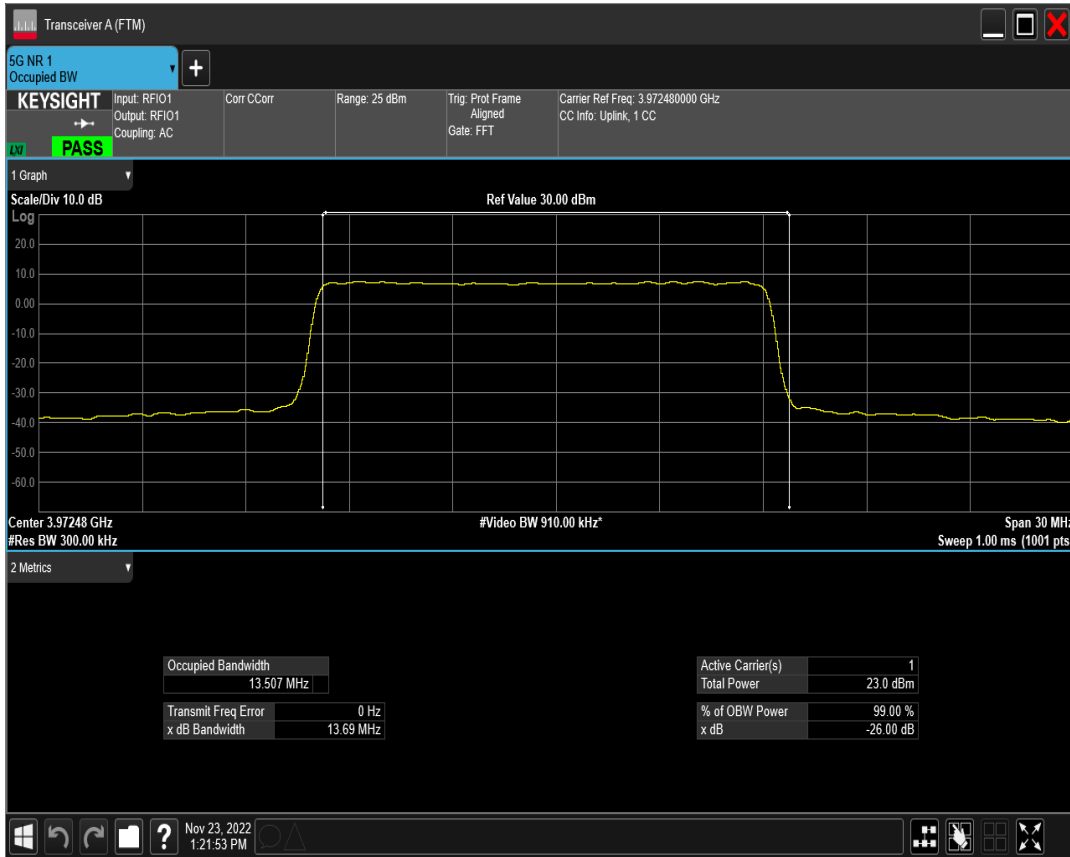 Transceiver A (FTM)
5G NR 1
Occupied BW
+
KEYSIGHT
Input: RFIO1
Output: RFIO1
Coupling: AC
Corr CCorr
Range: 25 dBm
Trig: Prot Frame
Aligned
Gate: FFT
Carrier Ref Freq: 3.972480000 GHz
CC Info: Uplink, 1 CC
LXI
PASS
1 Graph
Scale/Div 10.0 dB
Ref Value 30.00 dBm
Log
20.0
10.0
0.00
-10.0
-20.0
-30.0
-40.0
-50.0
-60.0
Center 3.97248 GHz
#Video BW 910.00 kHz*
Span 30 MHz
#Res BW 300.00 kHz
Sweep 1.00 ms (1001 pts
2 Metrics
Occupied Bandwidth
13.507 MHz
Transmit Freq Error 0 Hz
x dB Bandwidth 13.69 MHz
Active Carrier(s) 1
Total Power 23.0 dBm
% of OBW Power 99.00 %
x dB -26.00 dB
?
Nov 23, 2022
1:21:53 PM